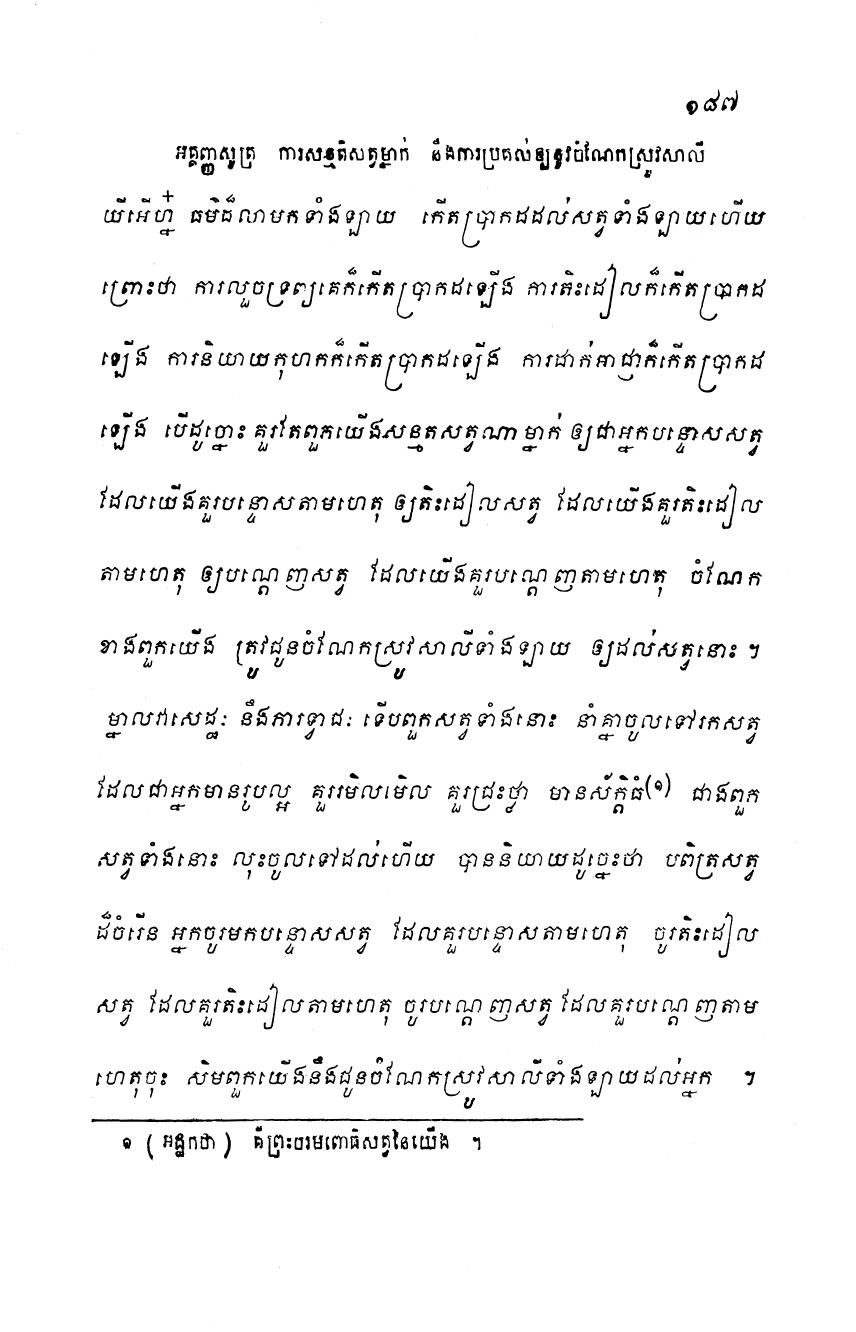 ១៨៧
អគ្គញ្ញសូត្រ ការសន្មតិសត្វម្នាក់ នឹងការប្រគល់ឲ្យនូវចំណែកស្រូវសាលី
យីអើហ្ន៎ ធម៌ដ៏លាមកទាំងឡាយ កើតប្រាកដដល់សត្វទាំងឡាយហើយ
ព្រោះថា ការលួចទ្រព្យគេក៏កើតប្រាកដឡើង ការតិះដៀលក៏កើតប្រាកដ
ឡើង ការនិយាយកុហកក៏កើតប្រាកដឡើង ការដាក់អាជ្ញាក៏កើតប្រាកដ
ឡើង បើដូច្នោះ គួរតែពួកយើងសន្មតសត្វណាម្នាក់ ឲ្យជាអ្នកបន្ទោសសត្វ
ដែលយើងគួរបន្ទោសតាមហេតុ ឲ្យតិះដៀលសត្វ ដែលយើងគួរតិះដៀល
តាមហេតុ ឲ្យបណ្តេញសត្វ ដែលយើងគួរបណ្តេញតាមហេតុ ចំណែក
ខាងពួកយើង ត្រូវជូនចំណែកស្រូវសាលីទាំងឡាយ ឲ្យដល់សត្វនោះ ។
ម្នាលវាសេដ្ឋៈ នឹងភារទ្វាជៈ ទើបពួកសត្វទាំងនោះ នាំគ្នាចូលទៅរកសត្វ
ដែលជាអ្នកមានរូបល្អ គួររមិលមើល គួរជ្រះថ្លា មានស័ក្តិធំ(១) ជាងពួក
សត្វទាំងនោះ លុះចូលទៅដល់ហើយ បាននិយាយដូច្នេះថា បពិត្រសត្វ
ដ៏ចំរើន អ្នកចូរមកបន្ទោសសត្វ ដែលគួរបន្ទោសតាមហេតុ ចូរតិះដៀល
សត្វ ដែលគួរតិះដៀលតាមហេតុ ចូរបណ្តេញសត្វ ដែលគួរបណ្តេញតាម
ហេតុចុះ សិមពួកយើងនឹងជូនចំណែកស្រូវសាលីទាំងឡាយដល់អ្នក ។
១ (អដ្ឋកថា) គឺព្រះបរមពោធិសត្វនៃយើង ។